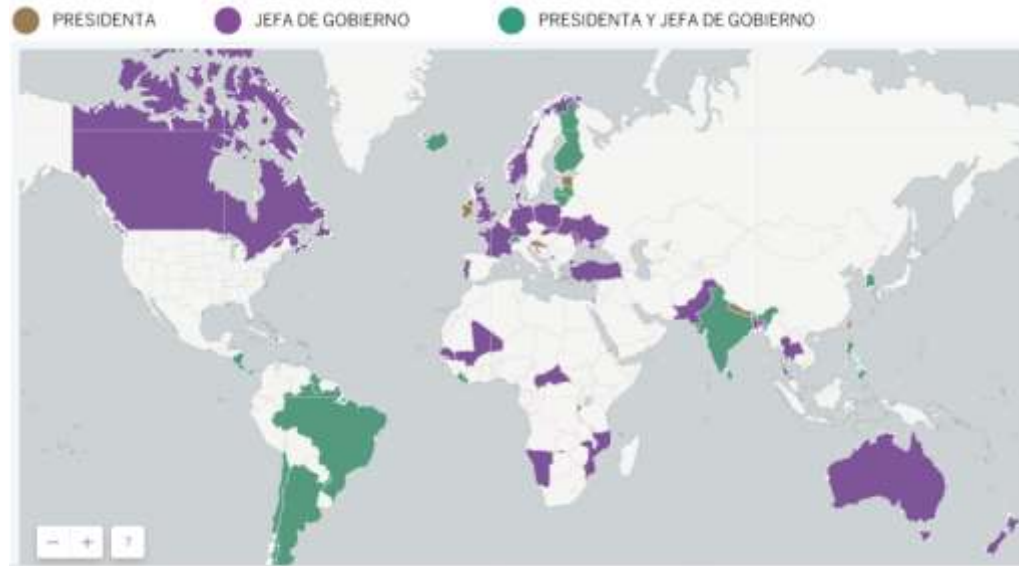 PRESIDENTA
JEFA DE GOBIERNO
PRESIDENTA Y JEFA DE GOBIERNO
− + ?